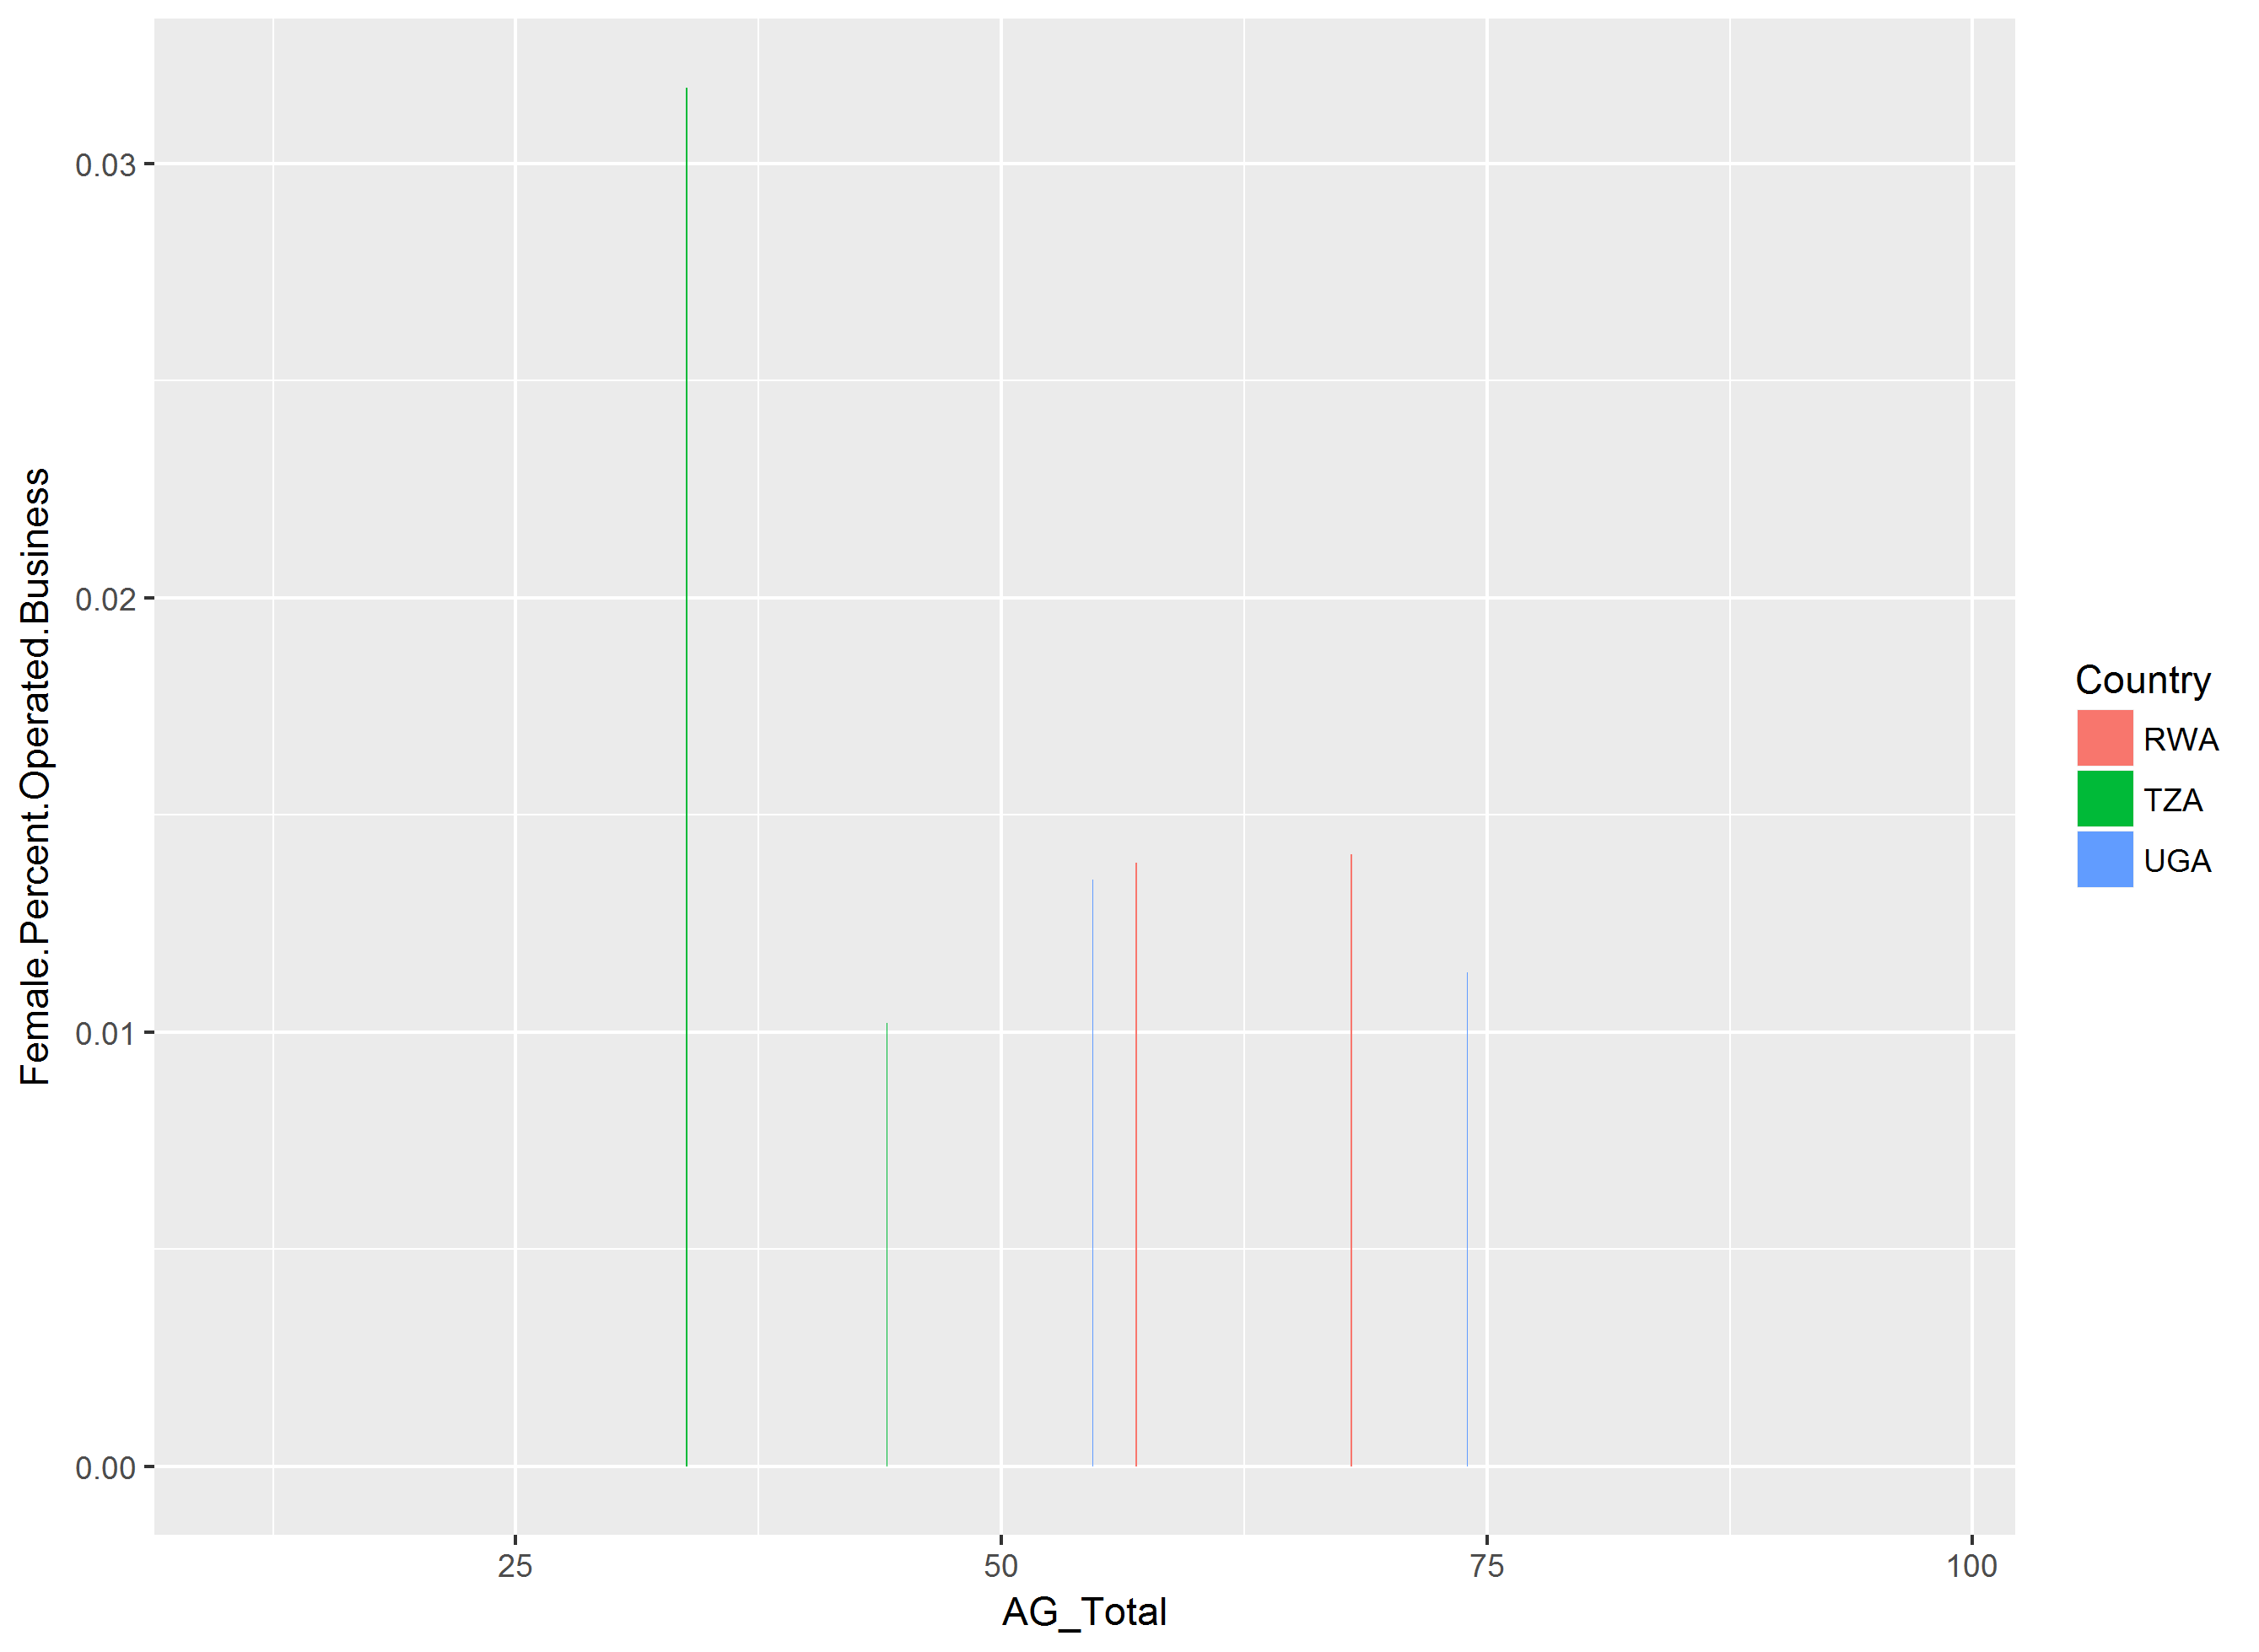 Female.Percent.Operated.Business
0.03
0.02
0.01
0.00
25
50
75
100
AG_Total
Country
RWA
TZA
UGA